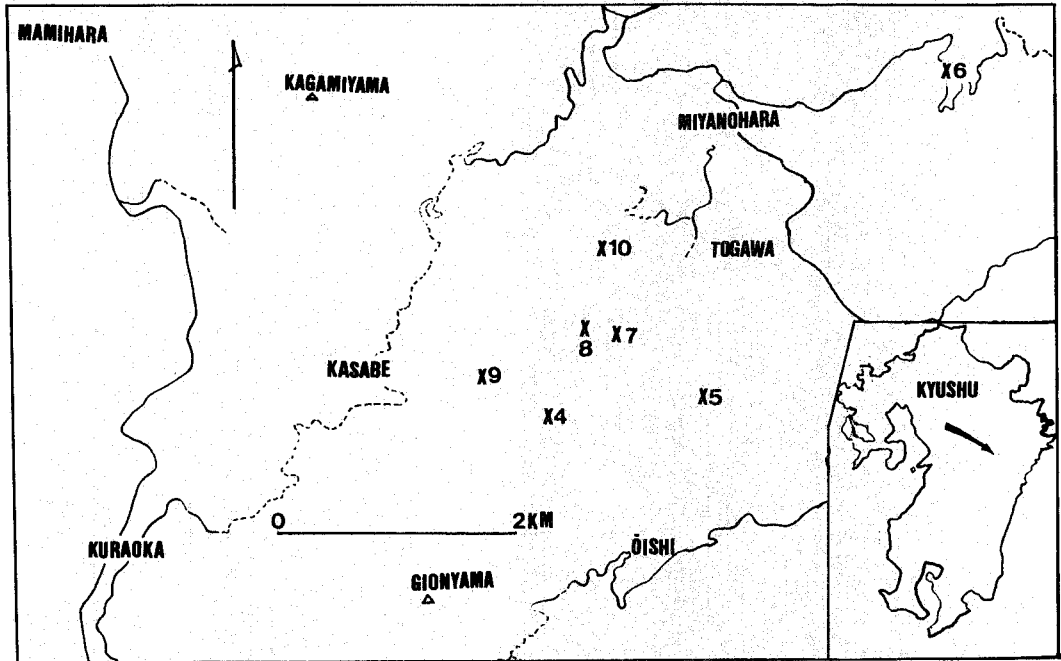 MAMIHARA
KAGAMIYAMA
X6
MIYANOHARA
X10
TOGAWA
X
8
X7
KASABE
X9
X4
X5
KYUSHU
0 2KM
KURAOKA
ŌISHI
GIONYAMA